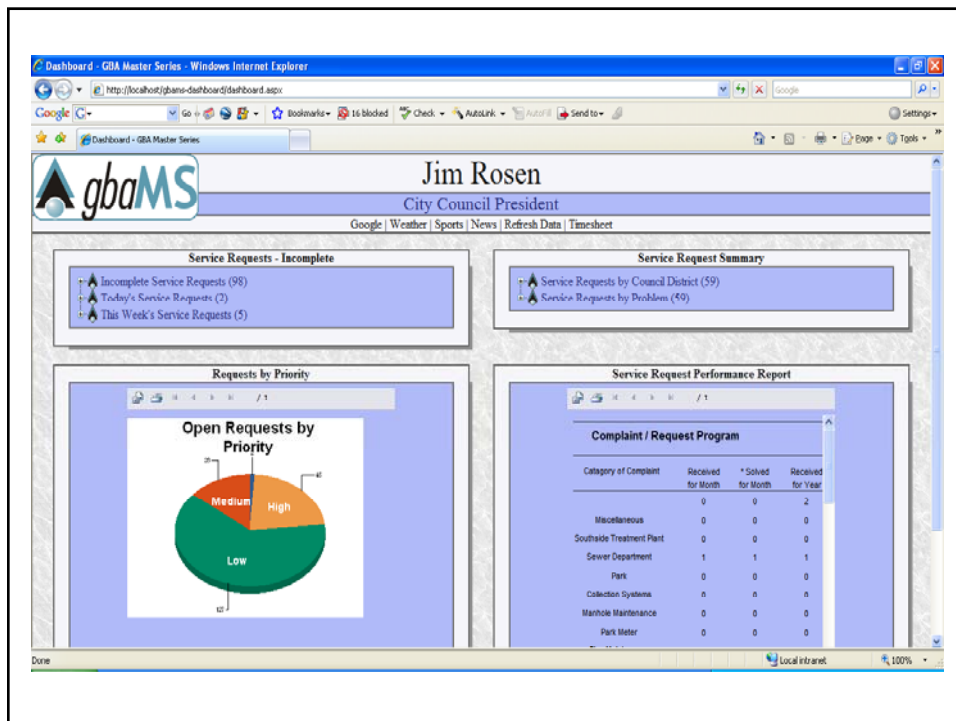 Dashboard - GBA Master Series - Windows Internet Explorer
http://localhost/gbams-dashboard/dashboard.aspx
Google
Google
Go
Bookmarks
16 blocked
Check
AutoLink
AutoFill
Send to
Settings
Dashboard - GBA Master Series
Page
Tools
gbaMS
Jim Rosen
City Council President
Google | Weather | Sports | News | Refresh Data | Timesheet
Service Requests - Incomplete
Incomplete Service Requests (98)
Today's Service Requests (2)
This Week's Service Requests (5)
Service Request Summary
Service Requests by Council District (59)
Service Requests by Problem (59)
Requests by Priority
/ 1
Open Requests by
Priority
Medium
High
Low
Service Request Performance Report
/ 1
Complaint / Request Program
Catagory of Complaint Received for Month * Solved for Month Received for Year
0 0 2
Miscellaneous 0 0 0
Southside Treatment Plant 0 0 0
Sewer Department 1 1 1
Park 0 0 0
Collection Systems 0 0 0
Manhole Maintenance 0 0 0
Park Meter 0 0 0
Done
Local intranet
100%